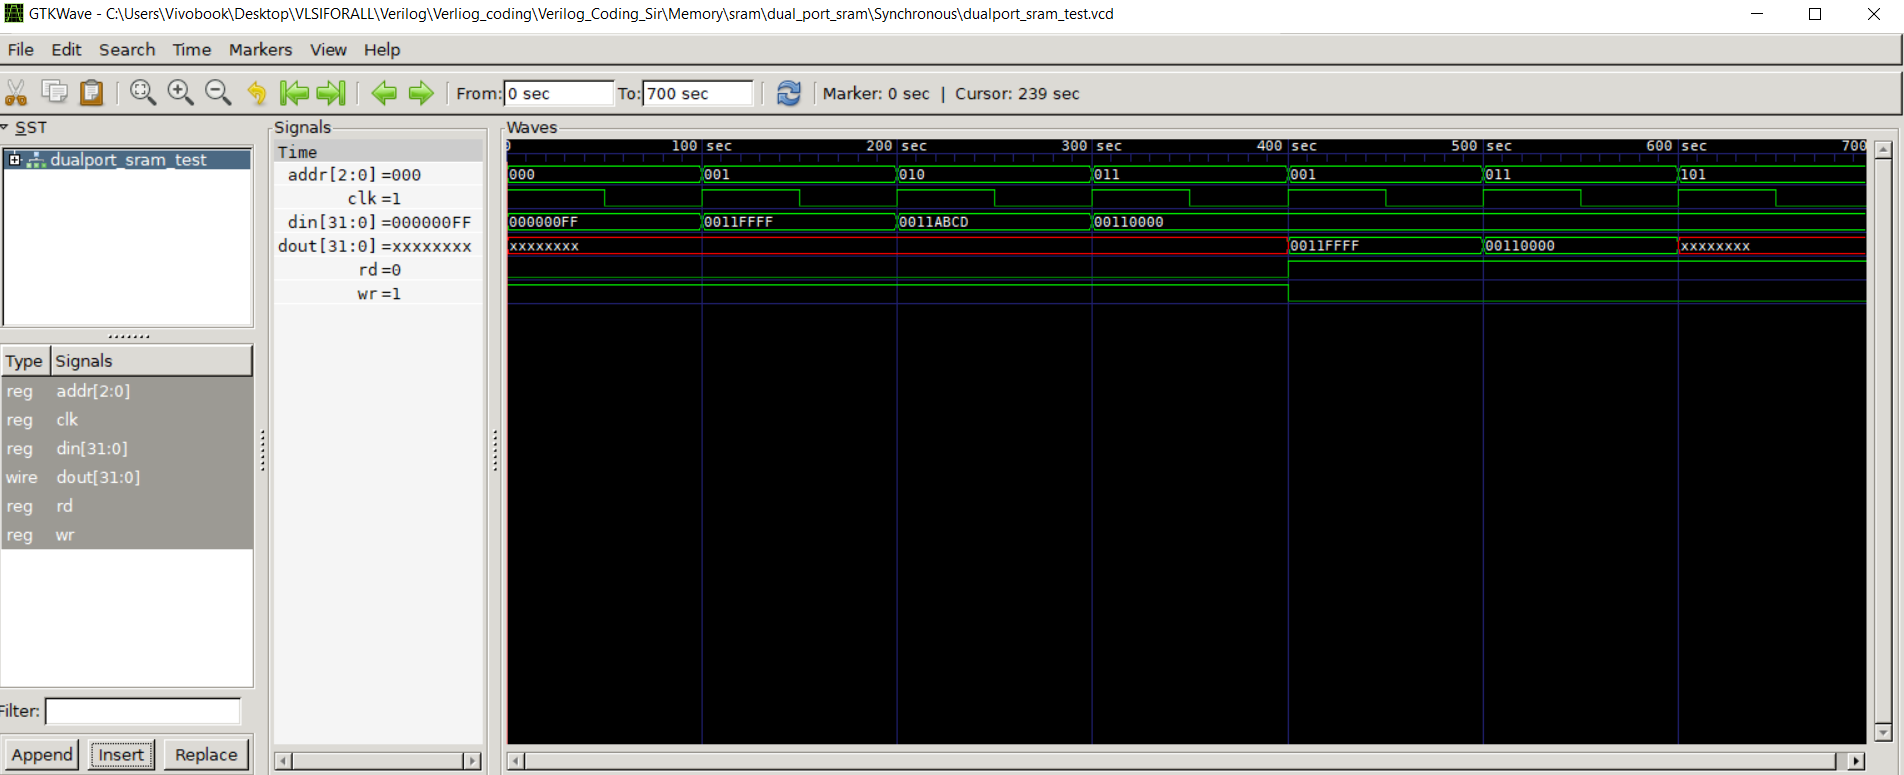 GTKWave - C:\Users\Vivobook\Desktop\VLSIFORALL\Verilog\Verliog_coding\Verilog_Coding_Sir\Memory\sram\dual_port_sram\Synchronous\dualport_sram_test.vcd
File Edit Search Time Markers View Help
From: 0 sec To: 700 sec Marker: 0 sec | Cursor: 239 sec
SST
dualport_sram_test
Type Signals
reg addr[2:0]
reg clk
reg din[31:0]
wire dout[31:0]
reg rd
reg wr
Filter:
Append Insert Replace
Signals
Time
addr[2:0] =000
clk =1
din[31:0] =000000FF
dout[31:0] =xxxxxxxx
rd =0
wr =1
Waves
0 100 sec 200 sec 300 sec 400 sec 500 sec 600 sec 700
000 001 010 011 001 011 101
000000FF 0011FFFF 0011ABCD 00110000
xxxxxxxx 0011FFFF 00110000 xxxxxxxx